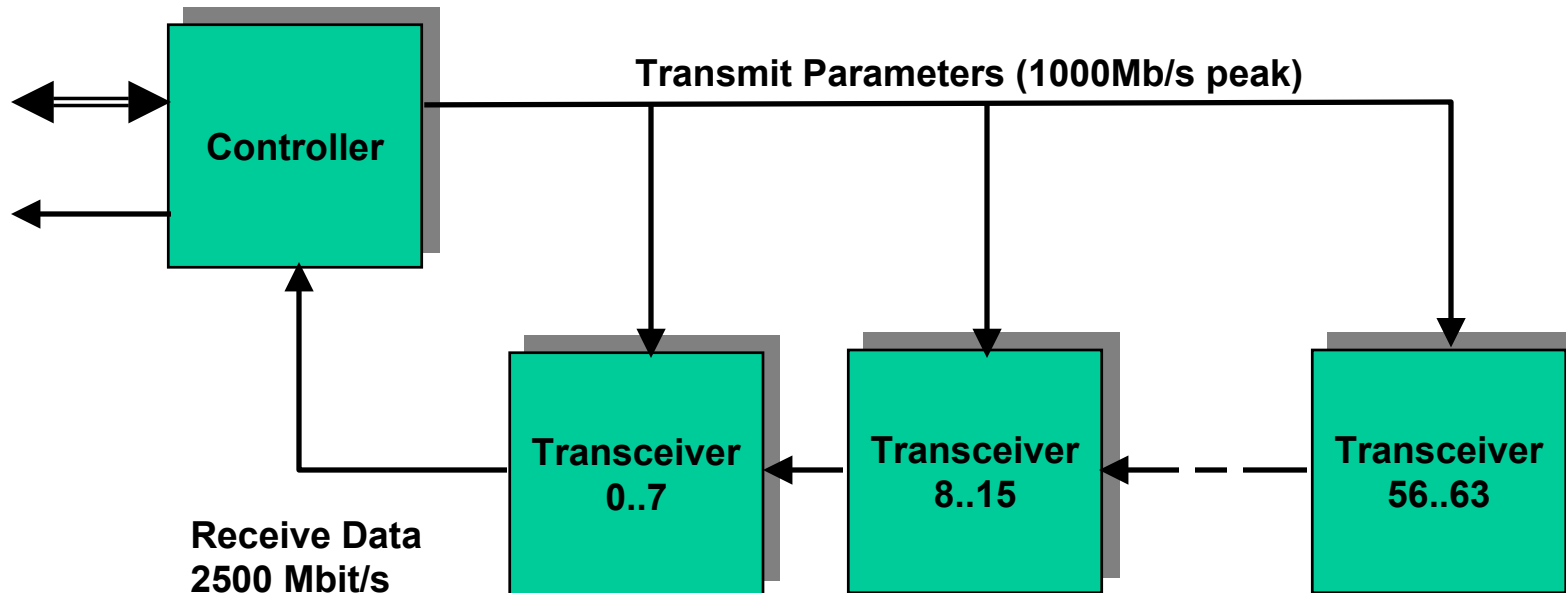 Transmit Parameters (1000Mb/s peak)
Controller
Transceiver
0..7
Transceiver
8..15
Transceiver
56..63
Receive Data
2500 Mbit/s